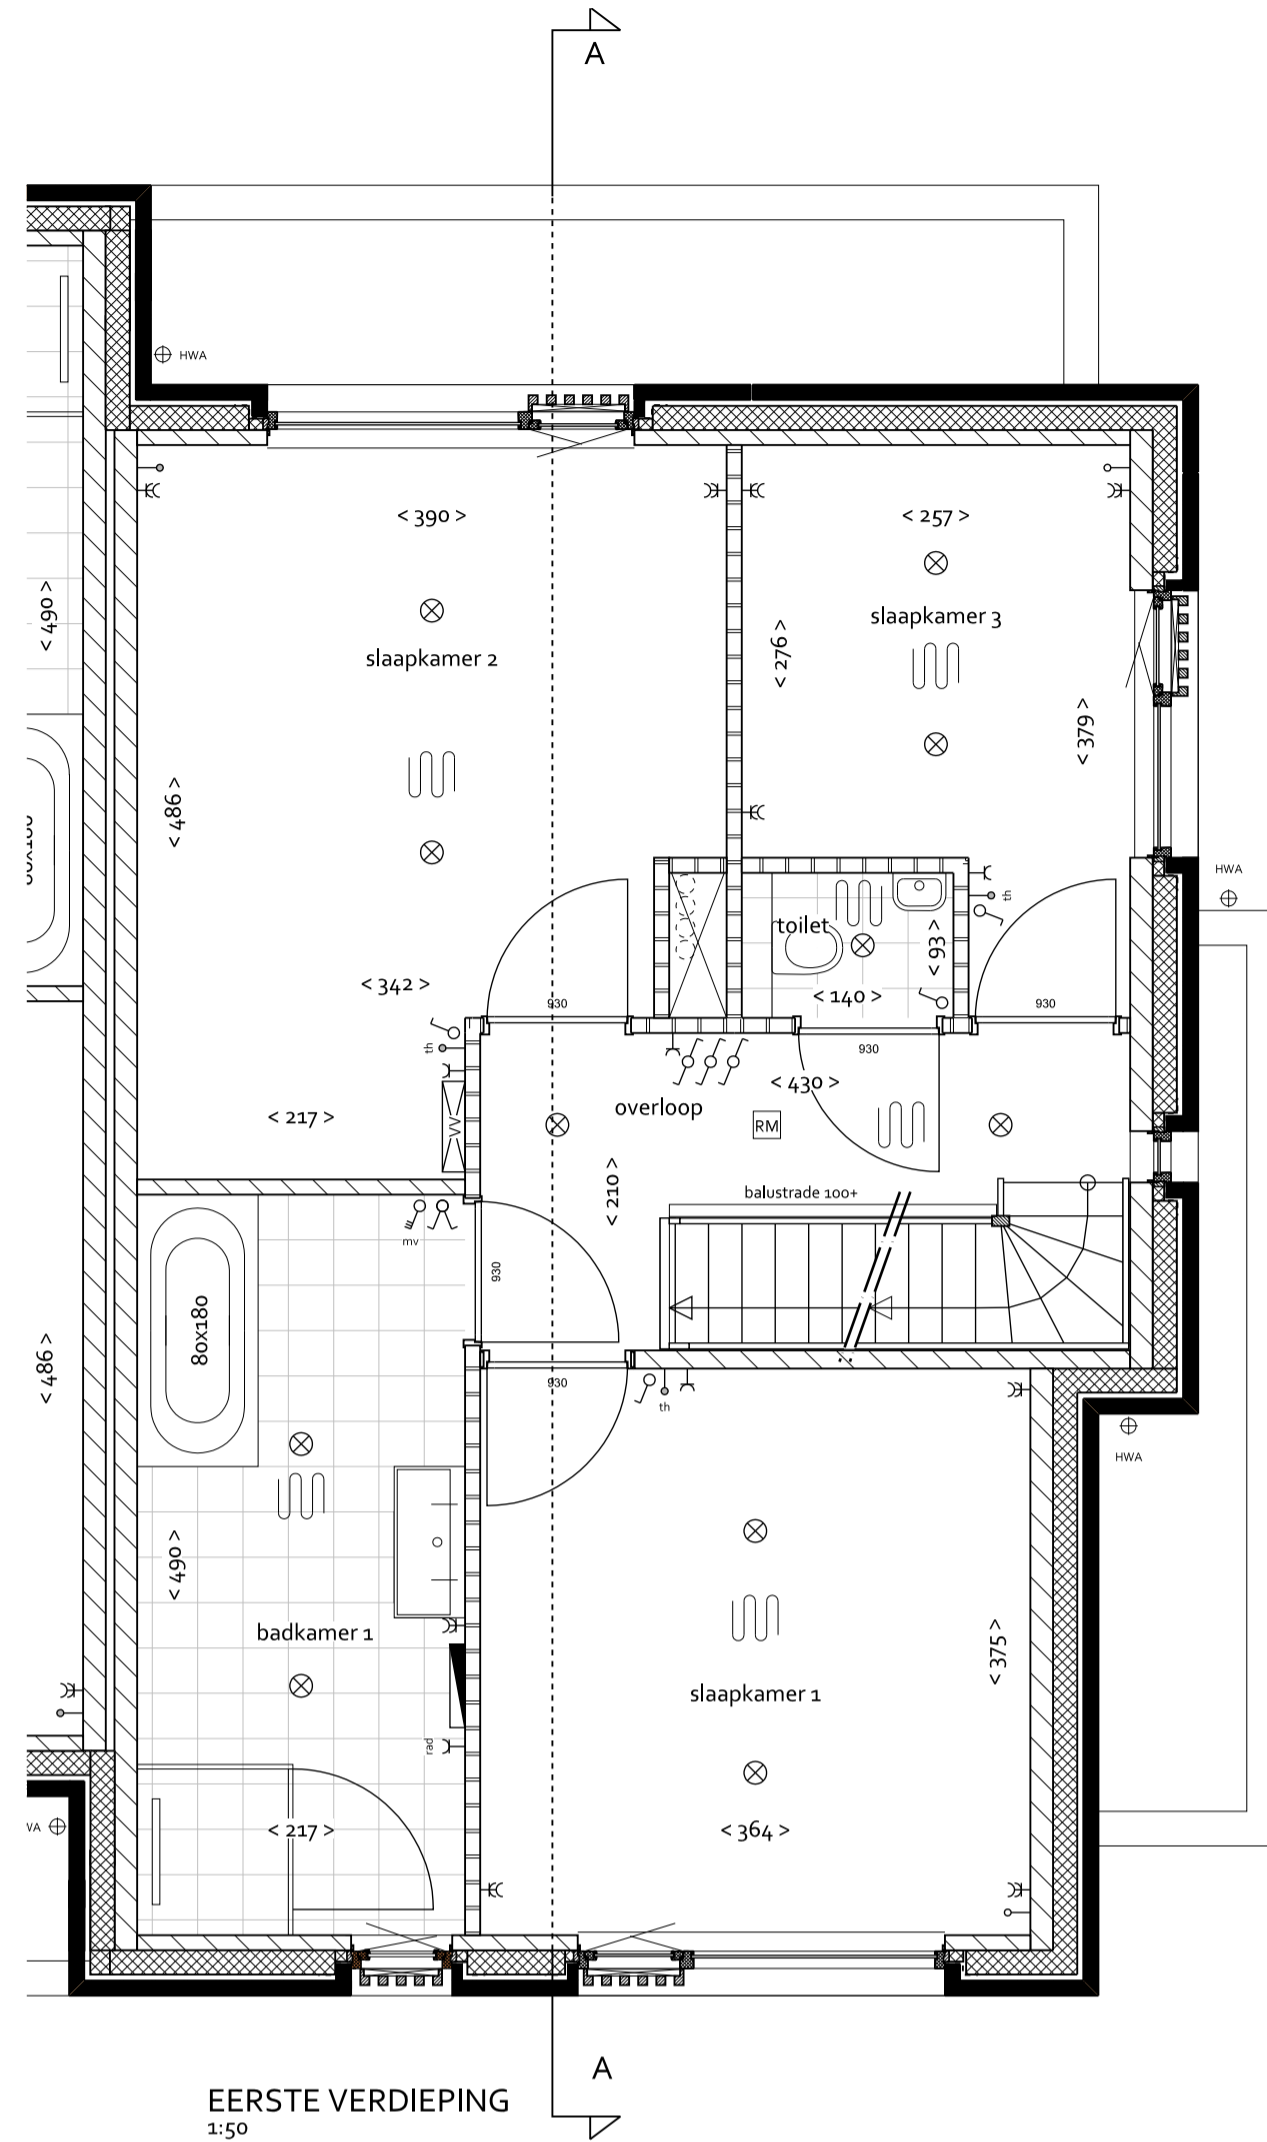 A
HWA
< 390 >
< 257 >
< 490 >
slaapkamer 3
slaapkamer 2
< 276 >
< 379 >
< 486 >
HWA
th
toilet
< 93 >
< 342 >
< 140 >
930
930
th
930
< 430 >
overloop
RM
< 217 >
VV
< 210 >
balustrade 100+
mv
930
80x180
< 486 >
930
th
HWA
< 490 >
badkamer 1
< 375 >
slaapkamer 1
rad
< 217 >
< 364 >
A
EERSTE VERDIEPING
1:50